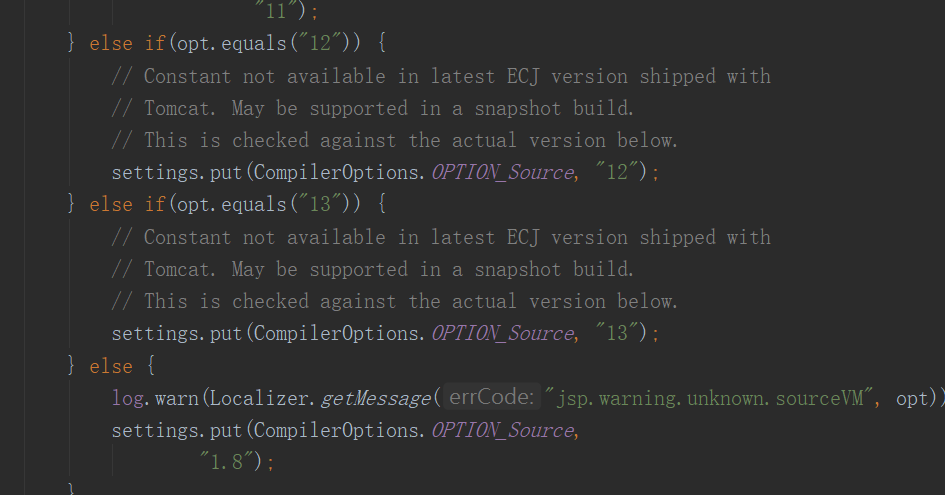 "11");
} else if(opt.equals("12")) {
// Constant not available in latest ECJ version shipped with
// Tomcat. May be supported in a snapshot build.
// This is checked against the actual version below.
settings.put(CompilerOptions.OPTION_Source, "12");
} else if(opt.equals("13")) {
// Constant not available in latest ECJ version shipped with
// Tomcat. May be supported in a snapshot build.
// This is checked against the actual version below.
settings.put(CompilerOptions.OPTION_Source, "13");
} else {
log.warn(Localizer.getMessage( errCode: "jsp.warning.unknown.sourceVM", opt))
settings.put(CompilerOptions.OPTION_Source,
"1.8");
}